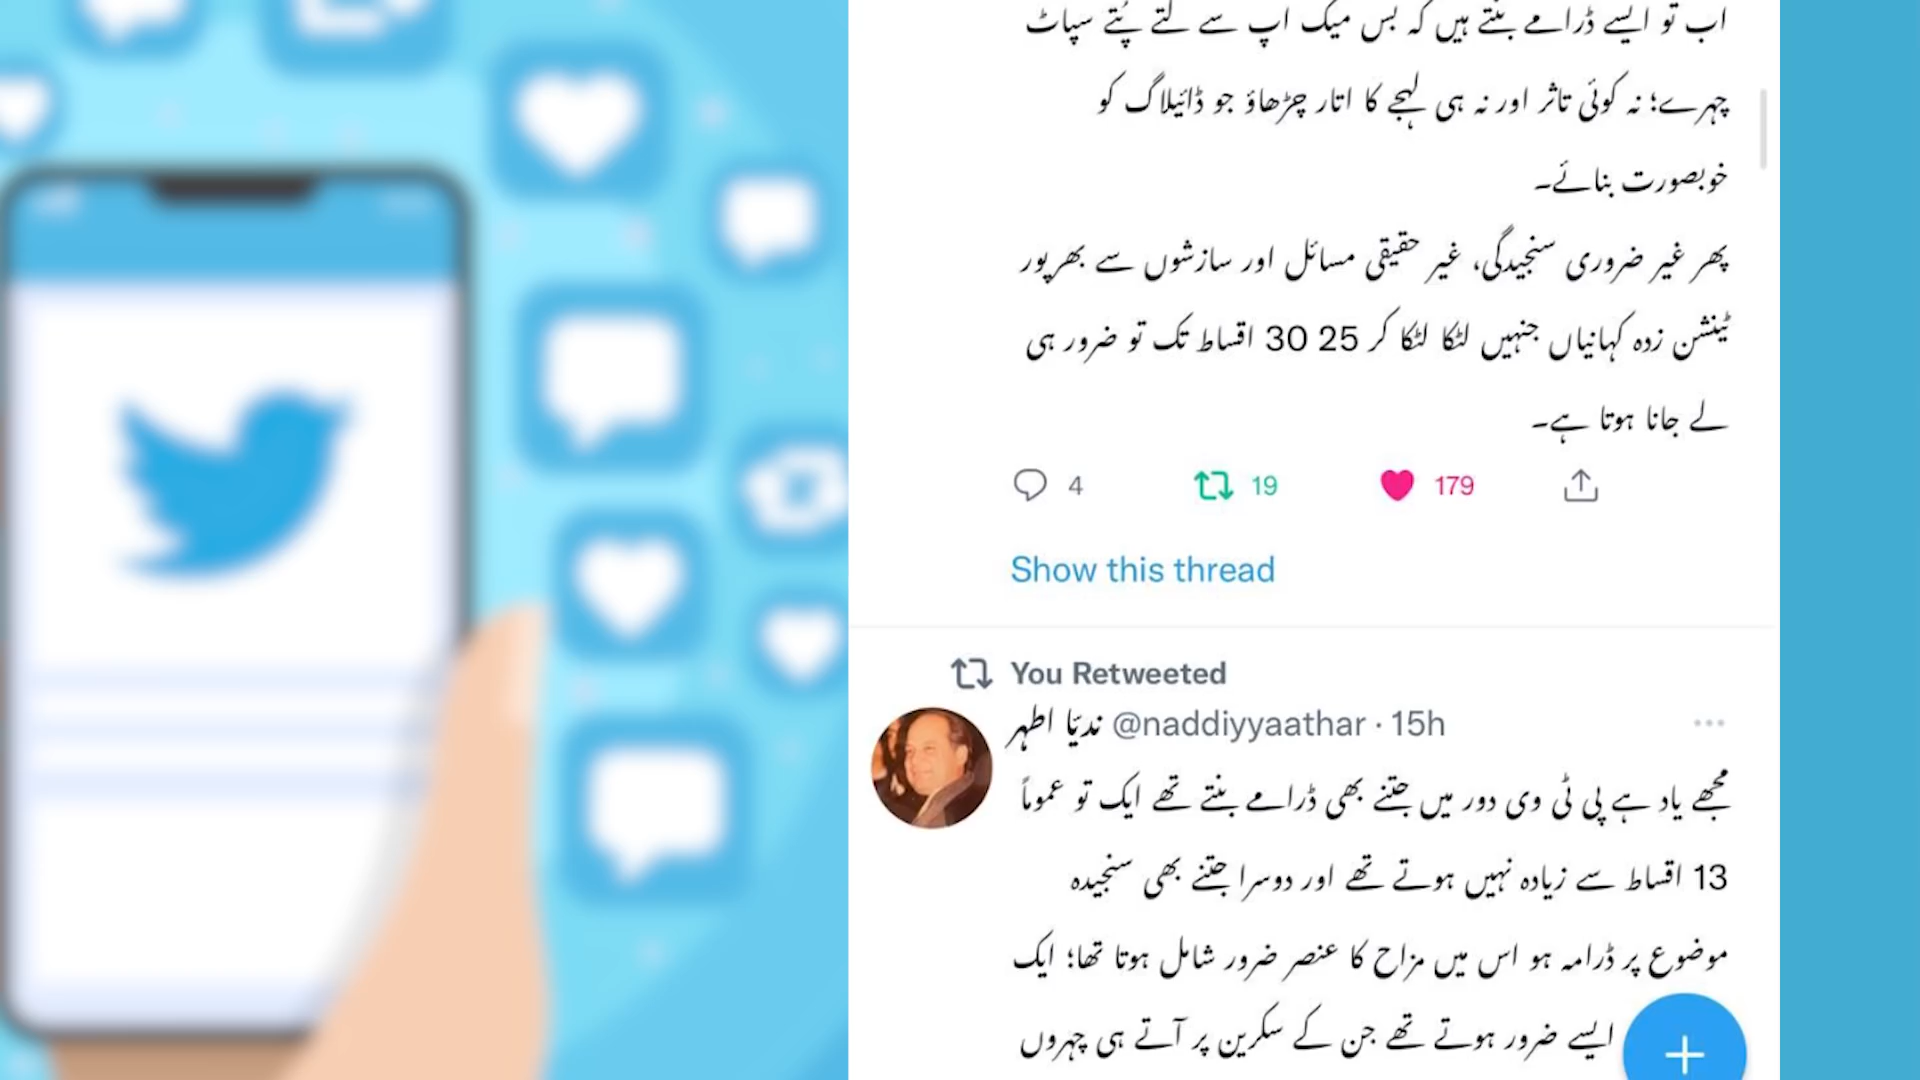 اب تو ایسے ڈرامے بنتے ہیں کہ بس میک اپ سے لتے پتے سپاٹ
چہرے؛ نہ کوئی تاثر اور نہ ہی لہجے کا اتار چڑھاؤ جو ڈائیلاگ کو
خوبصورت بنائے۔
پھر غیر ضروری سنجیدگی، غیر حقیقی مسائل اور سازشوں سے بھرپور
ٹینشن زدہ کہانیاں جنہیں لٹکا لٹکا کر 25 30 اقساط تک تو ضرور ہی
لے جانا ہوتا ہے۔
4 19 179
Show this thread
You Retweeted
ندیّا اطہر @naddiyyaathar · 15h
مجھے یاد ہے پی ٹی وی دور میں جتنے بھی ڈرامے بنتے تھے ایک تو عموماً
13 اقساط سے زیادہ نہیں ہوتے تھے اور دوسرا جتنے بھی سنجیدہ
موضوع پر ڈرامہ ہو اس میں مزاح کا عنصر ضرور شامل ہوتا تھا؛ ایک
ایسے ضرور ہوتے تھے جن کے سکرین پر آتے ہی چہروں